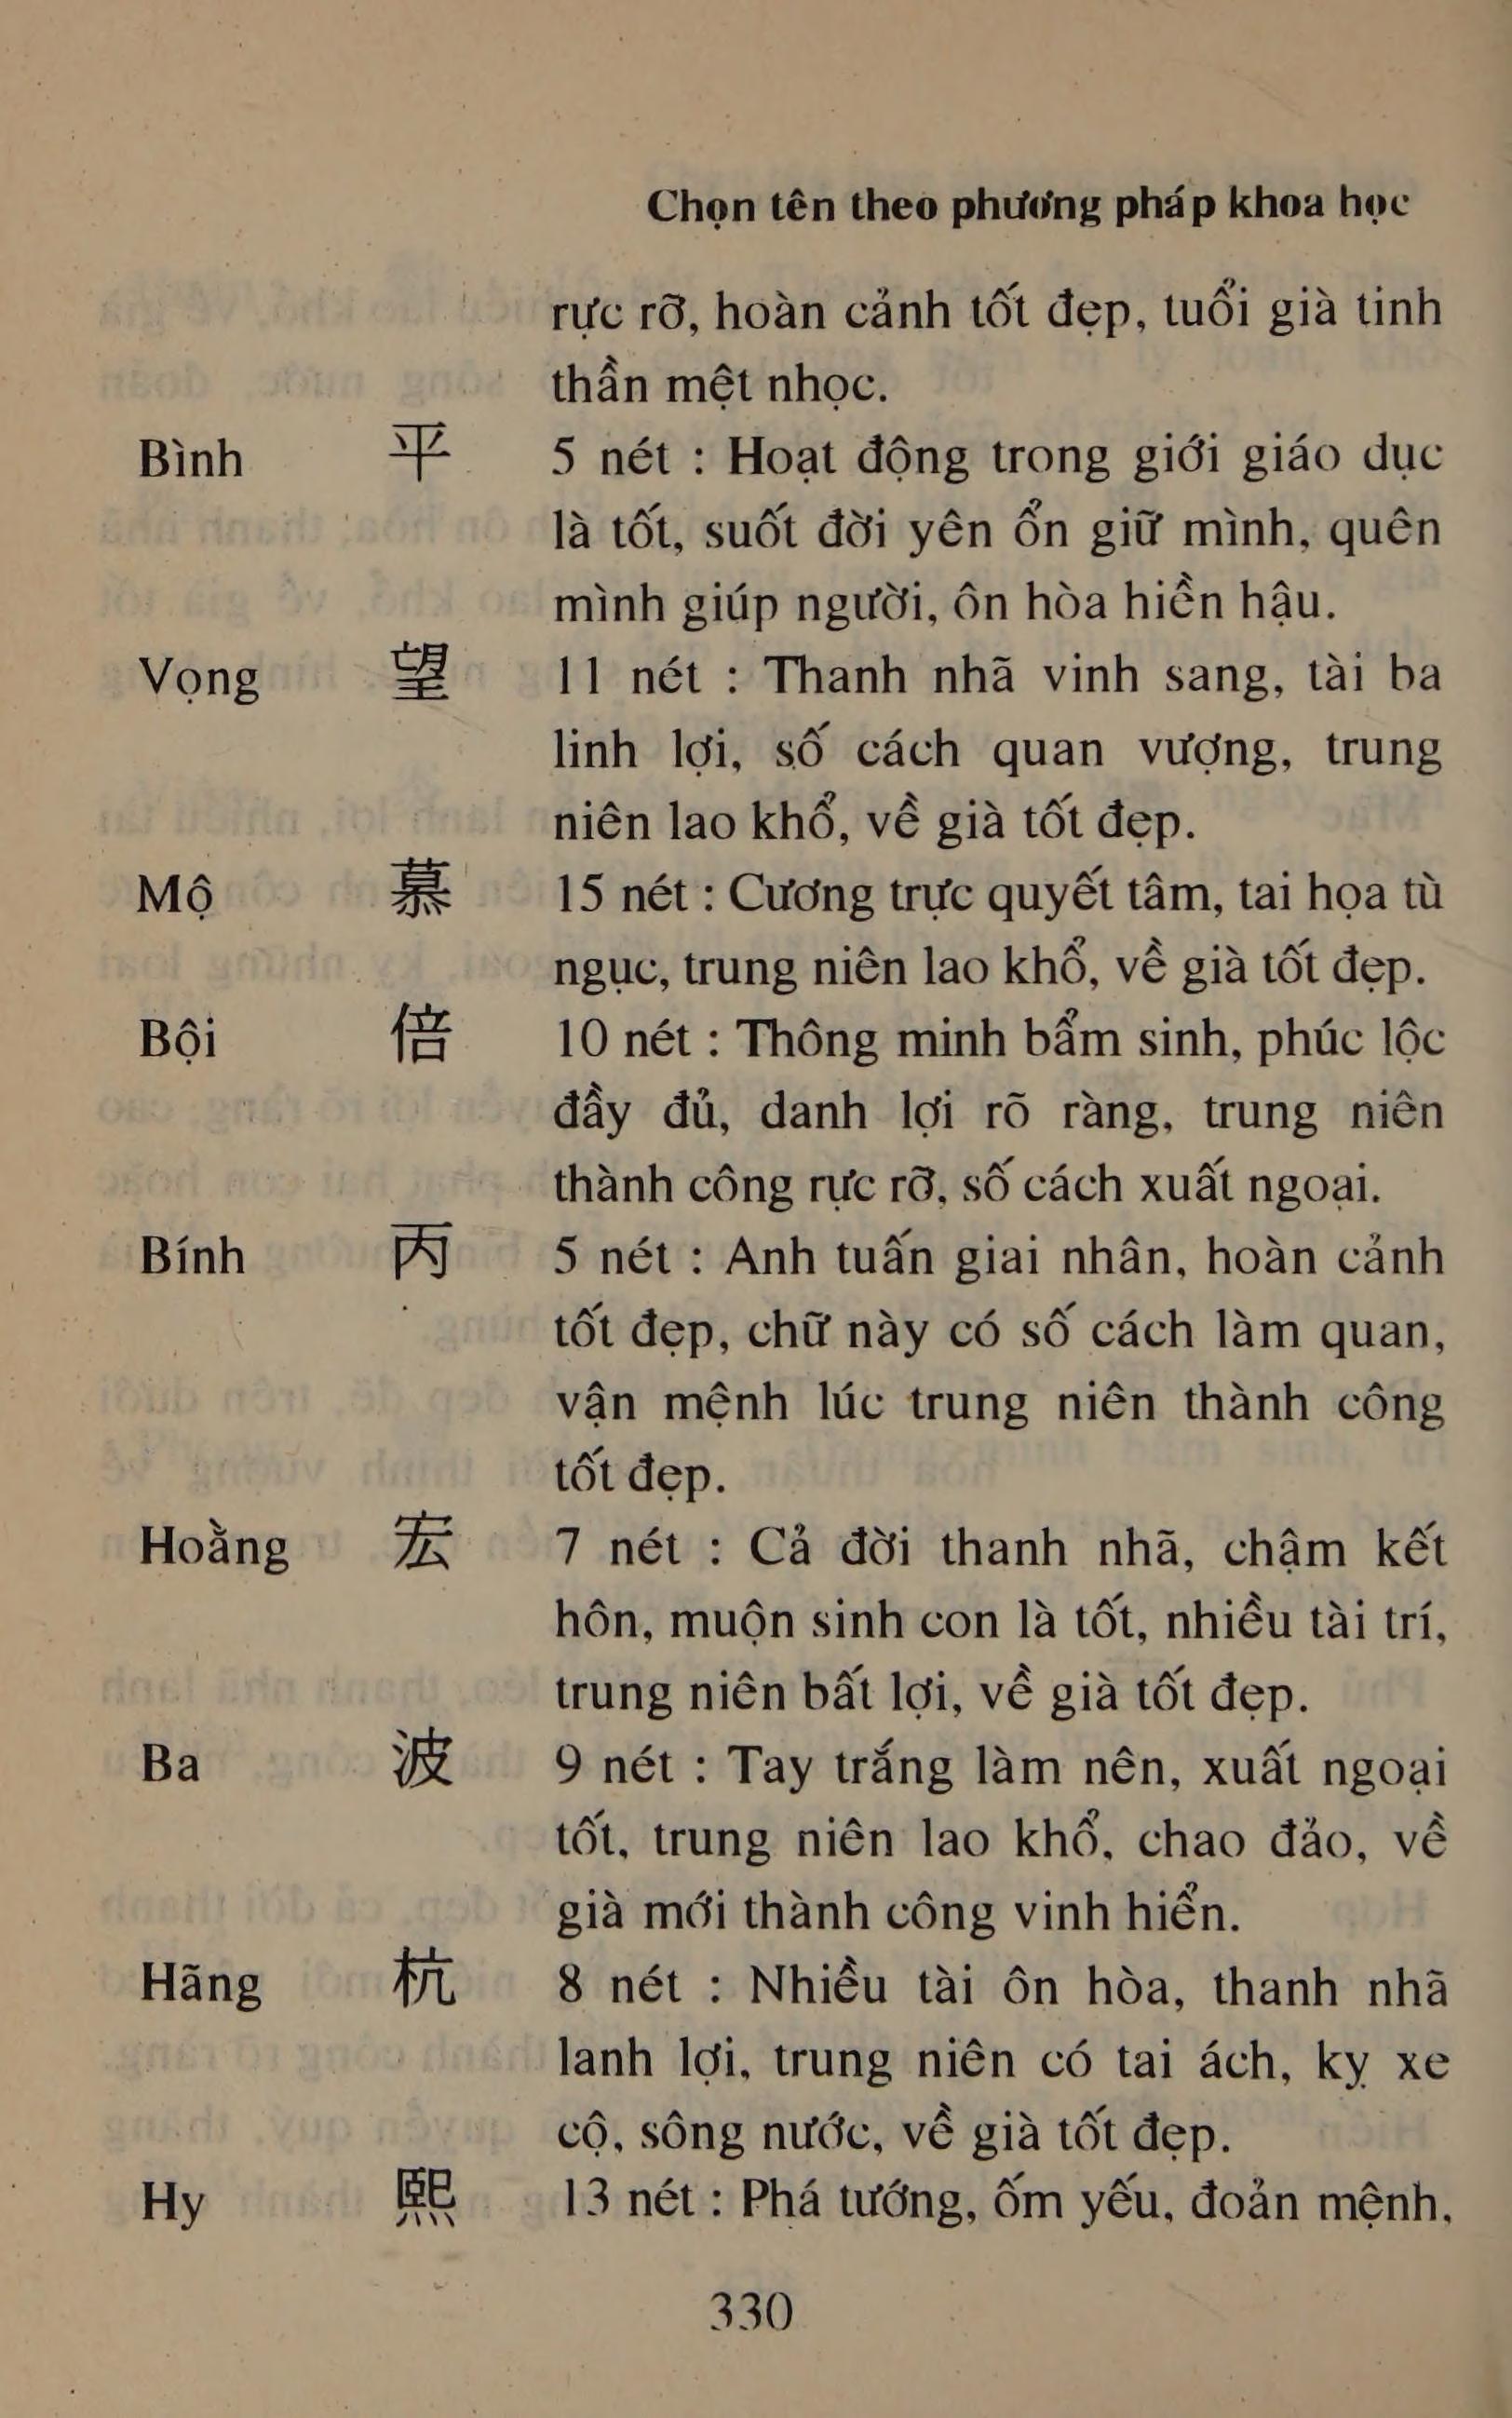 Chọn tên theo phương pháp khoa học
rực rỡ, hoàn cảnh tốt đẹp, tuổi già tinh
thần mệt nhọc.
Bình 平 5 nét : Hoạt động trong giới giáo dục
là tốt, suốt đời yên ổn giữ mình, quên
mình giúp người, ôn hòa hiền hậu.
Vọng 望 11 nét : Thanh nhã vinh sang, tài ba
linh lợi, số cách quan vượng, trung
niên lao khổ, về già tốt đẹp.
Mộ 慕 15 nét : Cương trực quyết tâm, tai họa tù
ngục, trung niên lao khổ, về già tốt đẹp.
Bội 倍 10 nét : Thông minh bẩm sinh, phúc lộc
đầy đủ, danh lợi rõ ràng, trung niên
thành công rực rỡ, số cách xuất ngoại.
Bính 丙 5 nét : Anh tuấn giai nhân, hoàn cảnh
tốt đẹp, chữ này có số cách làm quan,
vận mệnh lúc trung niên thành công
tốt đẹp.
Hoằng 宏 7 nét : Cả đời thanh nhã, chậm kết
hôn, muộn sinh con là tốt, nhiều tài trí,
trung niên bất lợi, về già tốt đẹp.
Ba 波 9 nét : Tay trắng làm nên, xuất ngoại
tốt, trung niên lao khổ, chao đảo, về
già mới thành công vinh hiển.
Hãng 杭 8 nét : Nhiều tài ôn hòa, thanh nhã
lanh lợi, trung niên có tai ách, kỵ xe
cộ, sông nước, về già tốt đẹp.
Hy 熙 13 nét : Phá tướng, ốm yếu, đoản mệnh,
330